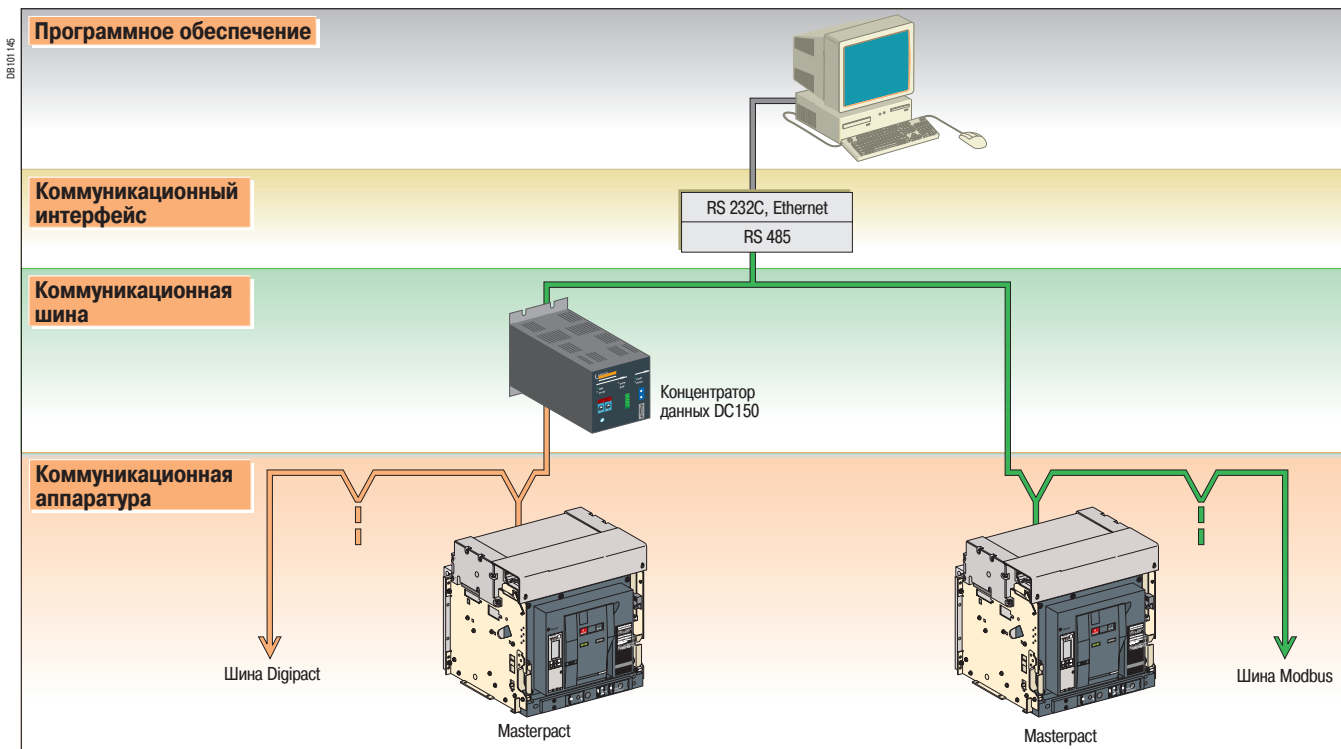 DB101145
Программное обеспечение
Коммуникационный
интерфейс
RS 232C, Ethernet
RS 485
Коммуникационная
шина
Концентратор
данных DC150
Коммуникационная
аппаратура
Шина Digipact
Masterpact
Masterpact
Шина Modbus